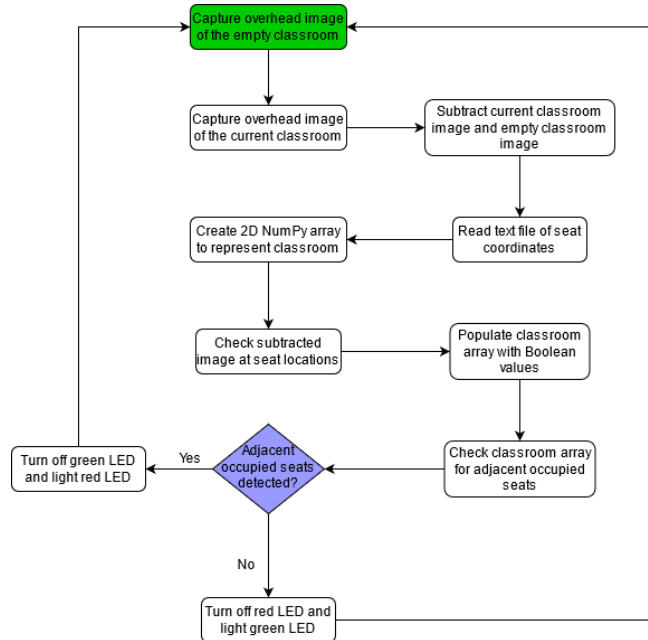 Capture overhead image
of the empty classroom
Capture overhead image
of the current classroom
Subtract current classroom
image and empty classroom
image
Read text file of seat
coordinates
Create 2D NumPy array
to represent classroom
Check subtracted
image at seat locations
Populate classroom
array with Boolean
values
Check classroom array
for adjacent occupied
seats
Adjacent
occupied seats
detected?
Yes
Turn off green LED
and light red LED
No
Turn off red LED and
light green LED